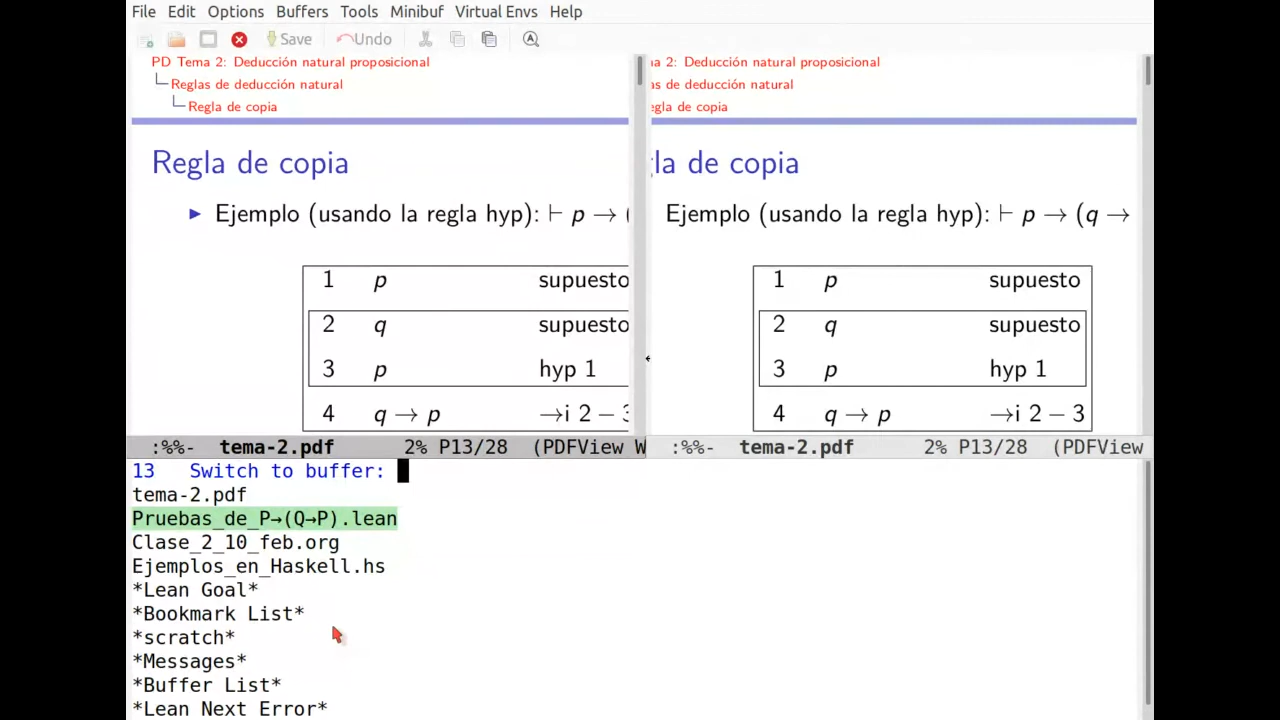 File Edit Options Buffers Tools Minibuf Virtual Envs Help
Save Undo
PD Tema 2: Deducción natural proposicional
Reglas de deducción natural
Regla de copia
Regla de copia
▶ Ejemplo (usando la regla hyp): ⊢ p → (
1 p supuesto
2 q supuesto
3 p hyp 1
4 q → p →i 2 − 3
:%%- tema-2.pdf 2% P13/28 (PDFView W
a 2: Deducción natural proposicional
as de deducción natural
egla de copia
gla de copia
Ejemplo (usando la regla hyp): ⊢ p → (q →
1 p supuesto
2 q supuesto
3 p hyp 1
4 q → p →i 2 − 3
:%%- tema-2.pdf 2% P13/28 (PDFView
13 Switch to buffer:
tema-2.pdf
Pruebas_de_P→(Q→P).lean
Clase_2_10_feb.org
Ejemplos_en_Haskell.hs
*Lean Goal*
*Bookmark List*
*scratch*
*Messages*
*Buffer List*
*Lean Next Error*